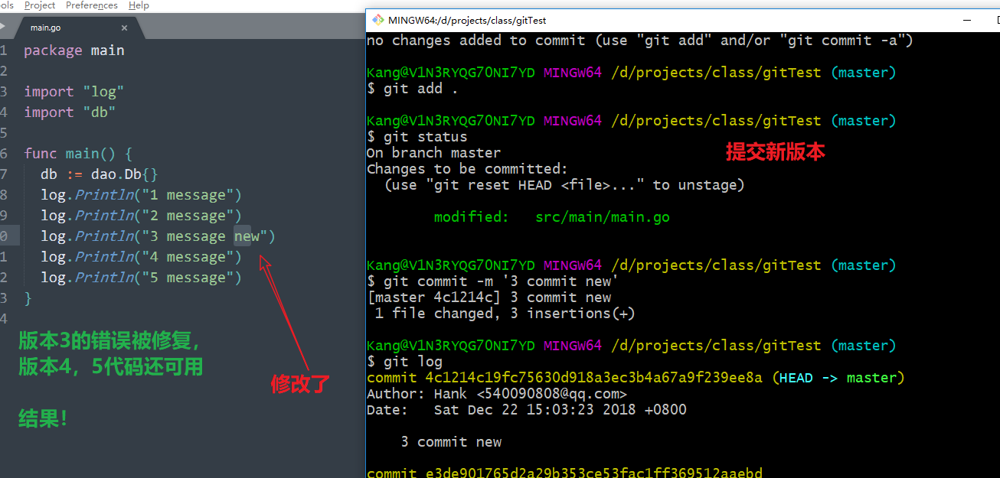 ols Project Preferences Help
main.go ×
1 package main
2
3 import "log"
4 import "db"
5
6 func main() {
7 db := dao.Db{}
8 log.Println("1 message")
9 log.Println("2 message")
0 log.Println("3 message new")
1 log.Println("4 message")
2 log.Println("5 message")
3 }
4
版本3的错误被修复，
版本4，5代码还可用
结果！
修改了
MINGW64:/d/projects/class/gitTest
no changes added to commit (use "git add" and/or "git commit -a")
Kang@V1N3RYQG70NI7YD MINGW64 /d/projects/class/gitTest (master)
$ git add .
Kang@V1N3RYQG70NI7YD MINGW64 /d/projects/class/gitTest (master)
$ git status
On branch master
Changes to be committed:
(use "git reset HEAD <file>..." to unstage)
modified: src/main/main.go
提交新版本
Kang@V1N3RYQG70NI7YD MINGW64 /d/projects/class/gitTest (master)
$ git commit -m '3 commit new'
[master 4c1214c] 3 commit new
1 file changed, 3 insertions(+)
Kang@V1N3RYQG70NI7YD MINGW64 /d/projects/class/gitTest (master)
$ git log
commit 4c1214c19fc75630d918a3ec3b4a67a9f239ee8a (HEAD -> master)
Author: Hank <540090808@qq.com>
Date: Sat Dec 22 15:03:23 2018 +0800
3 commit new
commit e3de901765d2a29b353ce53fac1ff369512aaebd